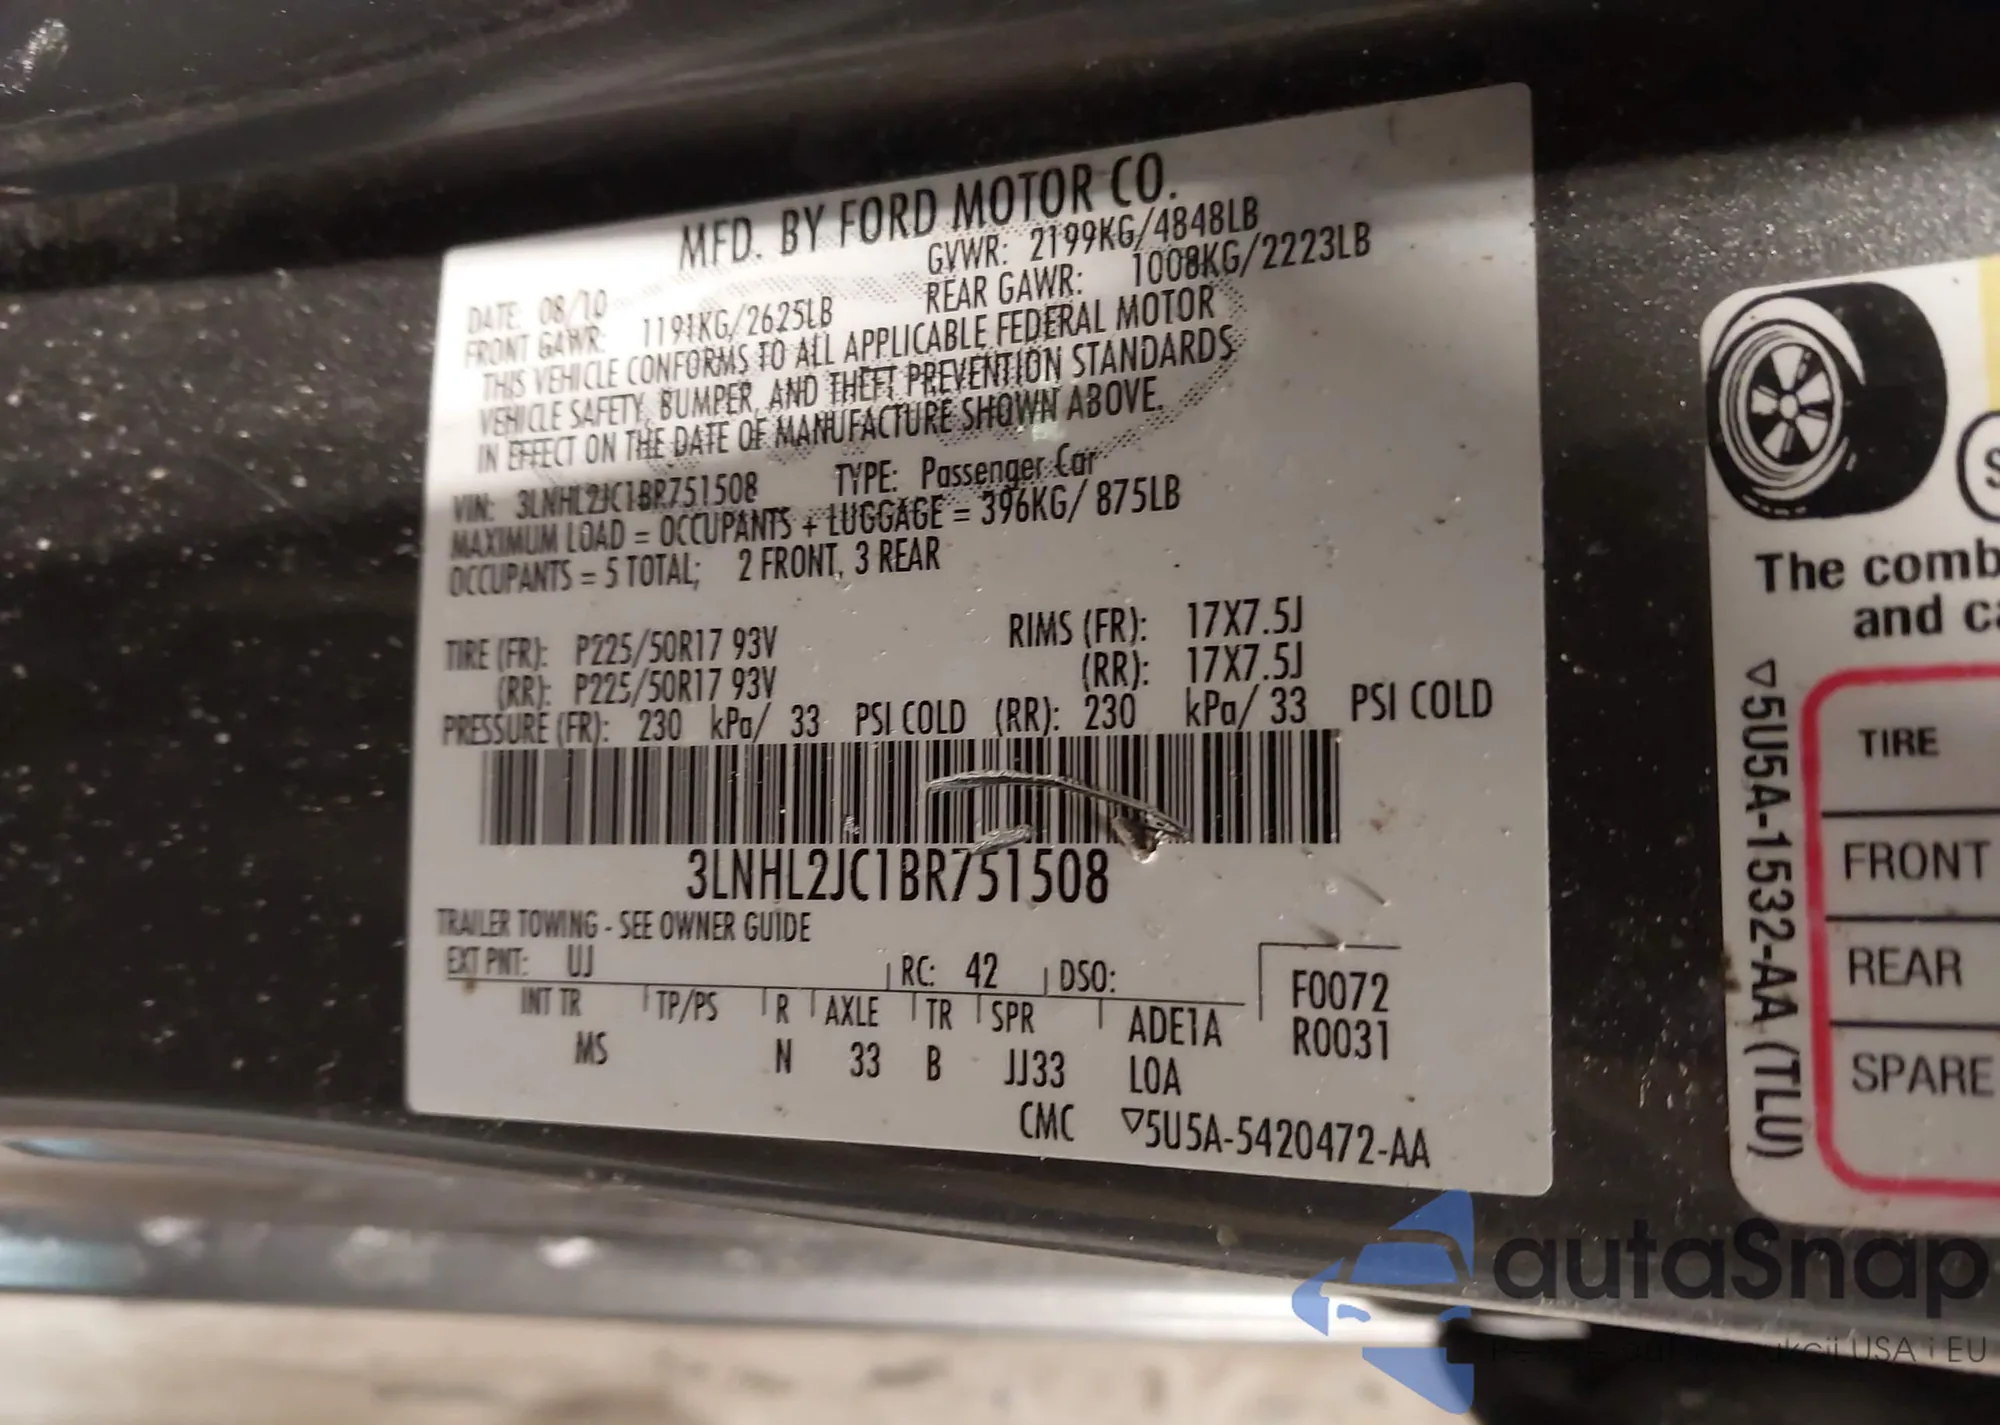 MFD. BY FORD MOTOR CO.
DATE: 08/10 GVWR: 2199KG/4848LB
FRONT GAWR: 1191KG/2625LB REAR GAWR: 1008KG/2223LB
THIS VEHICLE CONFORMS TO ALL APPLICABLE FEDERAL MOTOR
VEHICLE SAFETY, BUMPER, AND THEFT PREVENTION STANDARDS
IN EFFECT ON THE DATE OF MANUFACTURE SHOWN ABOVE.
VIN: 3LNHL2JC1BR751508 TYPE: Passenger Car
MAXIMUM LOAD = OCCUPANTS + LUGGAGE = 396KG/ 875LB
OCCUPANTS = 5 TOTAL; 2 FRONT, 3 REAR
TIRE (FR): P225/50R17 93V RIMS (FR): 17X7.5J
(RR): P225/50R17 93V (RR): 17X7.5J
PRESSURE (FR): 230 kPa/ 33 PSI COLD (RR): 230 kPa/ 33 PSI COLD
3LNHL2JC1BR751508
TRAILER TOWING - SEE OWNER GUIDE
EXT PNT: UJ RC: 42 DSO: F0072
INT TR TP/PS R AXLE TR SPR ADE1A R0031
MS N 33 B JJ33 LOA
CMC ▽5U5A-5420472-AA
S
The comb
and ca
▽5U5A-1532-AA (TLU)
TIRE
FRONT
REAR
SPARE
autaSnap
USA i EU